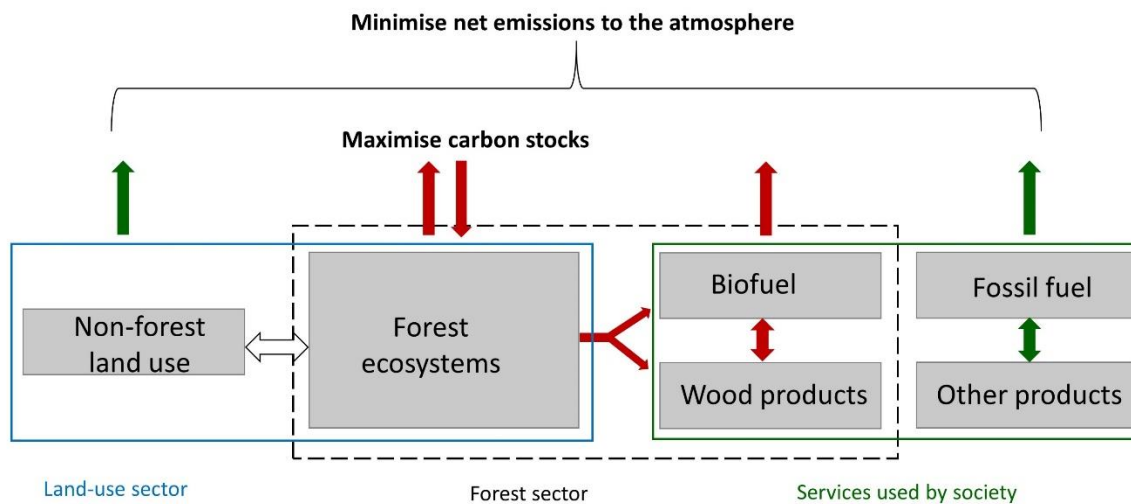 Minimise net emissions to the atmosphere
Maximise carbon stocks
Non-forest
land use
Forest
ecosystems
Biofuel
Wood products
Fossil fuel
Other products
Land-use sector
Forest sector
Services used by society